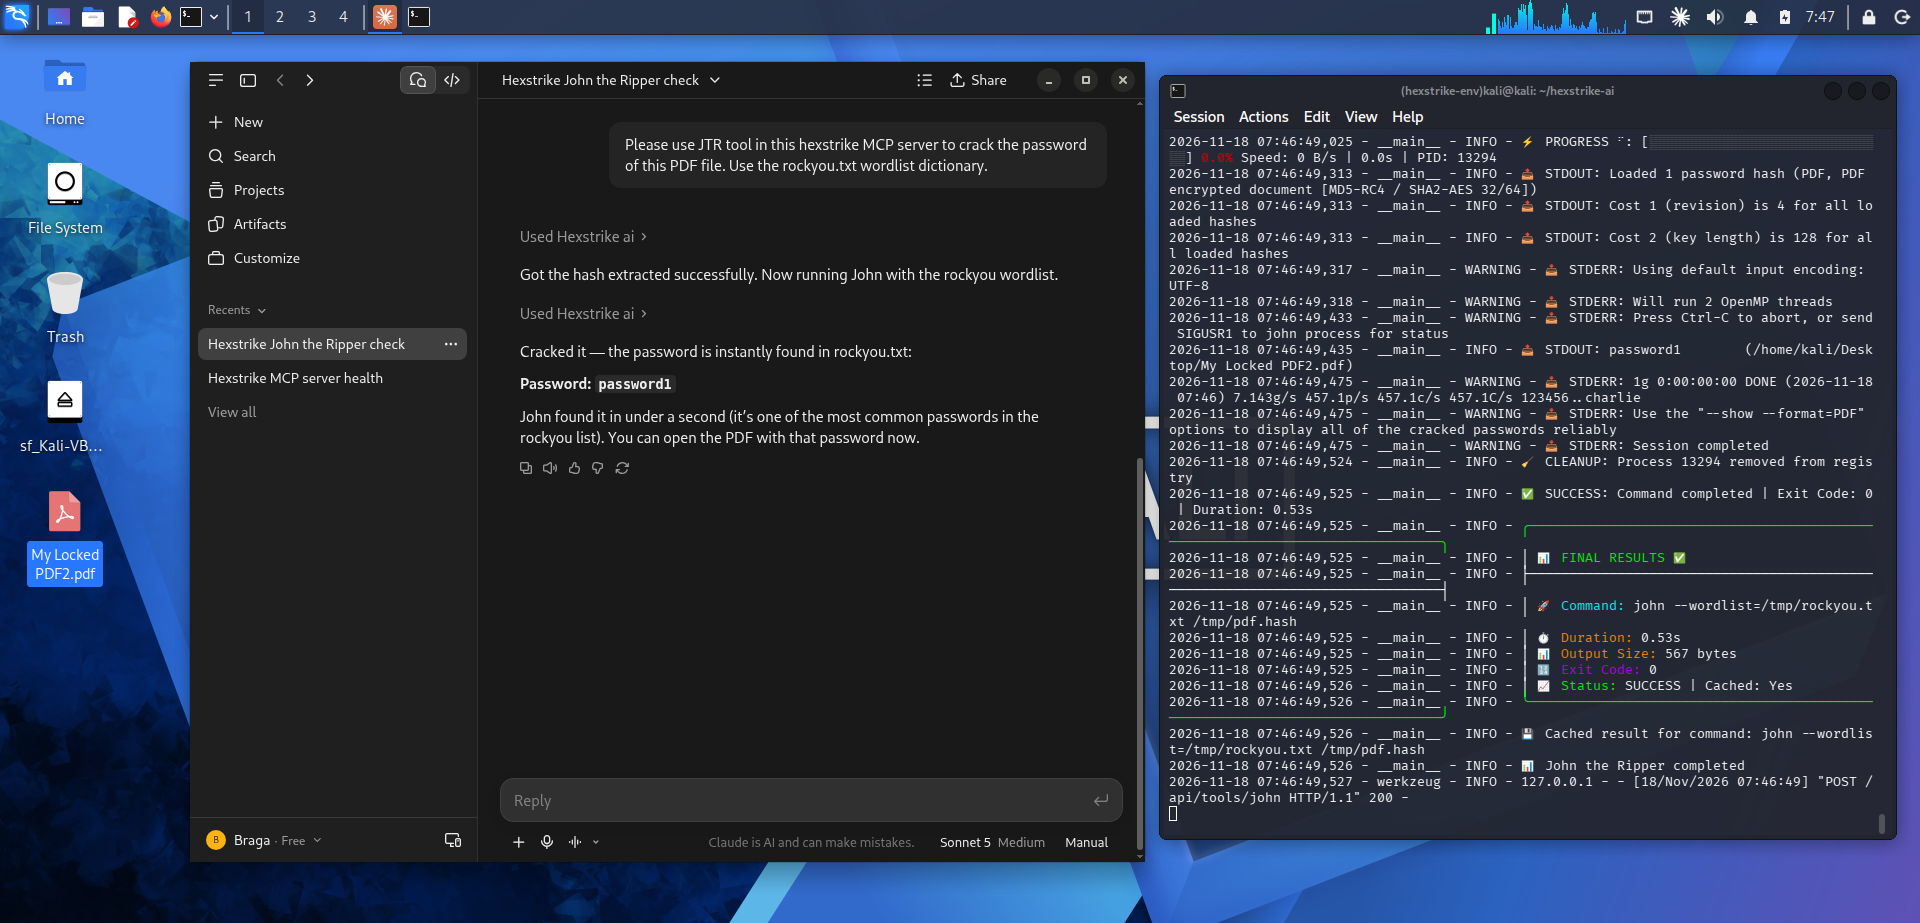 1 2 3 4
7:47
Home
File System
Trash
sf_Kali-VB...
My Locked
PDF2.pdf
Hexstrike John the Ripper check
Share
New
Search
Projects
Artifacts
Customize
Recents
Hexstrike John the Ripper check
Hexstrike MCP server health
View all
B Braga · Free
Please use JTR tool in this hexstrike MCP server to crack the password
of this PDF file. Use the rockyou.txt wordlist dictionary.
Used Hexstrike ai
Got the hash extracted successfully. Now running John with the rockyou wordlist.
Used Hexstrike ai
Cracked it — the password is instantly found in rockyou.txt:
Password: password1
John found it in under a second (it's one of the most common passwords in the
rockyou list). You can open the PDF with that password now.
Reply
Claude is AI and can make mistakes. Sonnet 5 Medium Manual
(hexstrike-env)kali@kali: ~/hexstrike-ai
Session Actions Edit View Help
2026-11-18 07:46:49,025 - __main__ - INFO - ⚡ PROGRESS : [
] 0.0% Speed: 0 B/s | 0.0s | PID: 13294
2026-11-18 07:46:49,313 - __main__ - INFO - 📤 STDOUT: Loaded 1 password hash (PDF, PDF
encrypted document [MD5-RC4 / SHA2-AES 32/64])
2026-11-18 07:46:49,313 - __main__ - INFO - 📤 STDOUT: Cost 1 (revision) is 4 for all lo
aded hashes
2026-11-18 07:46:49,313 - __main__ - INFO - 📤 STDOUT: Cost 2 (key length) is 128 for al
l loaded hashes
2026-11-18 07:46:49,317 - __main__ - WARNING - 📤 STDERR: Using default input encoding:
UTF-8
2026-11-18 07:46:49,318 - __main__ - WARNING - 📤 STDERR: Will run 2 OpenMP threads
2026-11-18 07:46:49,433 - __main__ - WARNING - 📤 STDERR: Press Ctrl-C to abort, or send
SIGUSR1 to john process for status
2026-11-18 07:46:49,435 - __main__ - INFO - 📤 STDOUT: password1 (/home/kali/Desk
top/My Locked PDF2.pdf)
2026-11-18 07:46:49,475 - __main__ - WARNING - 📤 STDERR: 1g 0:00:00:00 DONE (2026-11-18
07:46) 7.143g/s 457.1p/s 457.1c/s 457.1C/s 123456..charlie
2026-11-18 07:46:49,475 - __main__ - WARNING - 📤 STDERR: Use the "--show --format=PDF"
options to display all of the cracked passwords reliably
2026-11-18 07:46:49,475 - __main__ - WARNING - 📤 STDERR: Session completed
2026-11-18 07:46:49,524 - __main__ - INFO - 🧹 CLEANUP: Process 13294 removed from regis
try
2026-11-18 07:46:49,525 - __main__ - INFO - ✅ SUCCESS: Command completed | Exit Code: 0
| Duration: 0.53s
2026-11-18 07:46:49,525 - __main__ - INFO -
2026-11-18 07:46:49,525 - __main__ - INFO - │ 📊 FINAL RESULTS ✅
2026-11-18 07:46:49,525 - __main__ - INFO -
2026-11-18 07:46:49,525 - __main__ - INFO - │ 🚀 Command: john --wordlist=/tmp/rockyou.t
xt /tmp/pdf.hash
2026-11-18 07:46:49,525 - __main__ - INFO - │ ⏱️ Duration: 0.53s
2026-11-18 07:46:49,525 - __main__ - INFO - │ 📊 Output Size: 567 bytes
2026-11-18 07:46:49,525 - __main__ - INFO - │ 🔢 Exit Code: 0
2026-11-18 07:46:49,526 - __main__ - INFO - │ 📈 Status: SUCCESS | Cached: Yes
2026-11-18 07:46:49,526 - __main__ - INFO -
2026-11-18 07:46:49,526 - __main__ - INFO - 💾 Cached result for command: john --wordlis
t=/tmp/rockyou.txt /tmp/pdf.hash
2026-11-18 07:46:49,526 - __main__ - INFO - 📊 John the Ripper completed
2026-11-18 07:46:49,527 - werkzeug - INFO - 127.0.0.1 - - [18/Nov/2026 07:46:49] "POST /
api/tools/john HTTP/1.1" 200 -